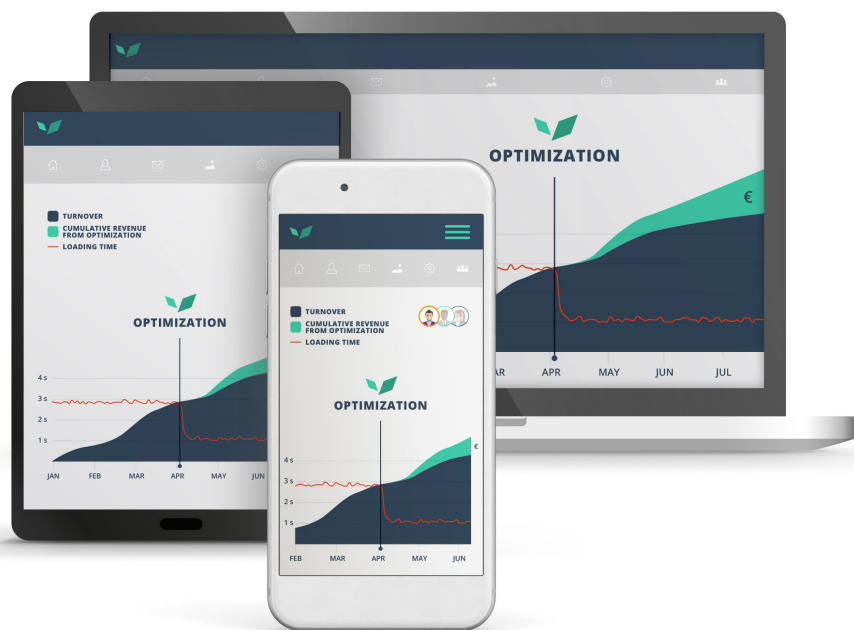 OPTIMIZATION
€
AR
APR
MAY
JUN
JUL
TURNOVER
CUMULATIVE REVENUE
FROM OPTIMIZATION
LOADING TIME
OPTIMIZATION
4 s
3 s
2 s
1 s
JAN
FEB
MAR
APR
MAY
JUN
TURNOVER
CUMULATIVE REVENUE
FROM OPTIMIZATION
LOADING TIME
OPTIMIZATION
€
4 s
3 s
2 s
1 s
FEB
MAR
APR
MAY
JUN